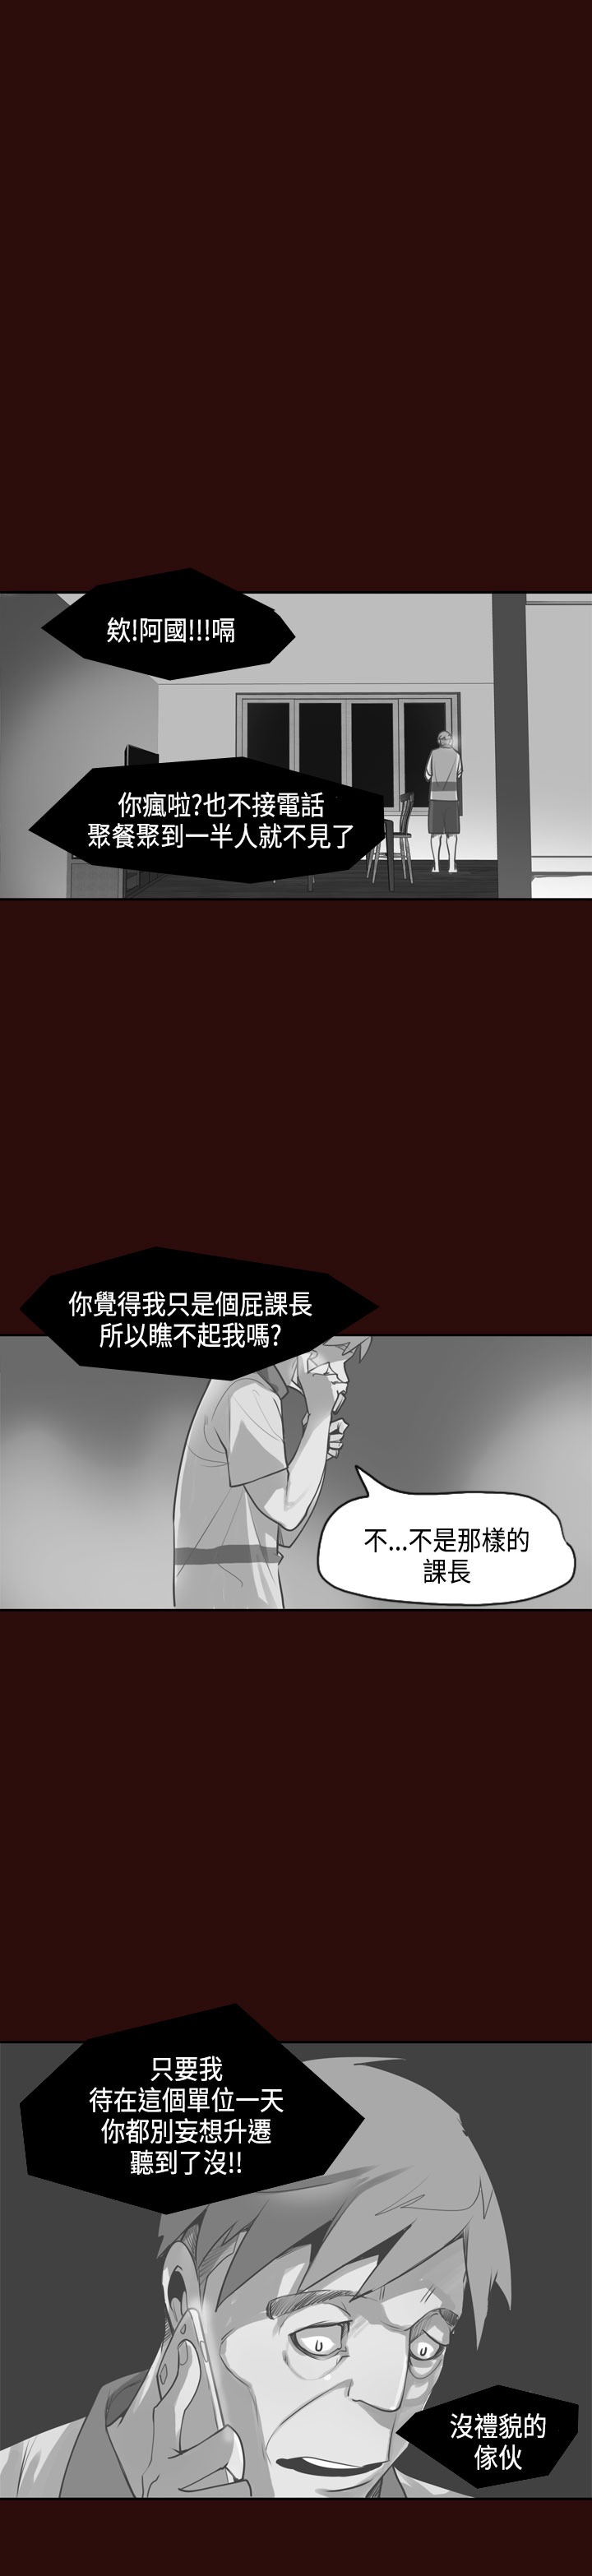 欸!阿國!!!嗝
你瘋啦?也不接電話
聚餐聚到一半人就不見了
你覺得我只是個屁課長
所以瞧不起我嗎?
不...不是那樣的
課長
只要我
待在這個單位一天
你都別妄想升遷
聽到了沒!!
沒禮貌的
傢伙